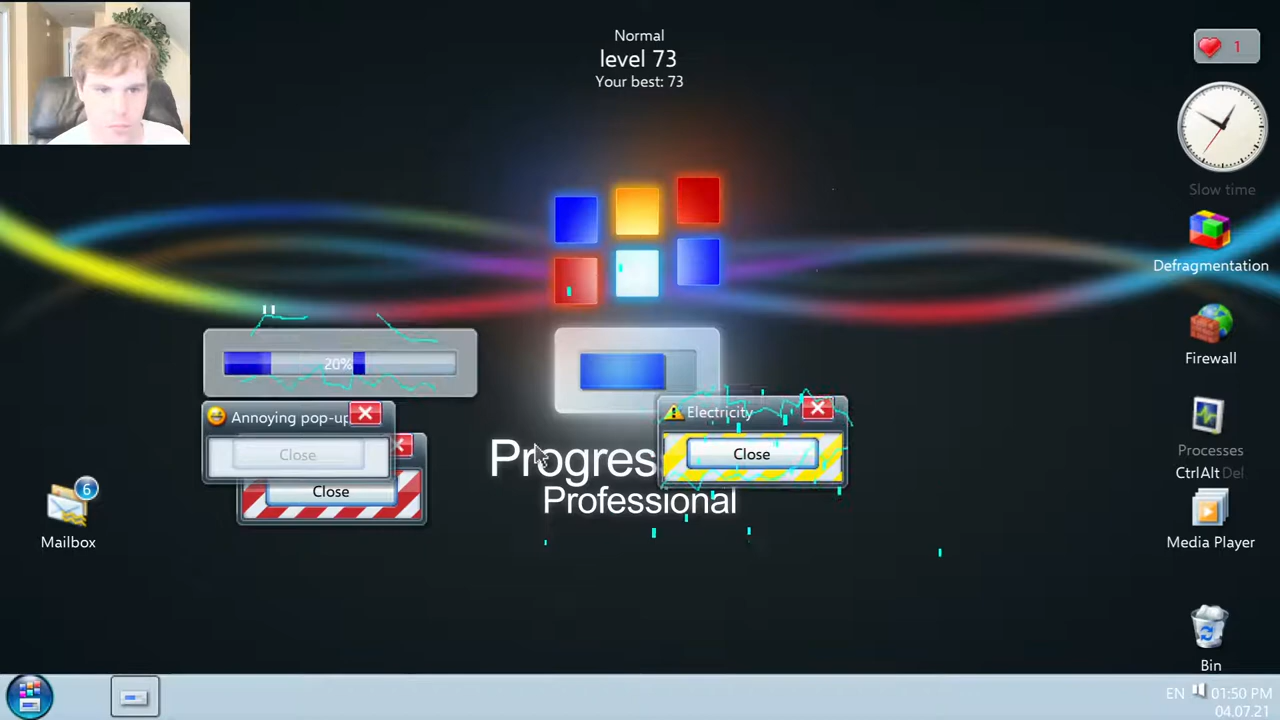 Normal
level 73
Your best: 73
1
Slow time
Defragmentation
Firewall
20%
Annoying pop-up
Electricity
Close
Close
Close
Progres
Professional
Processes
CtrlAlt Del
6
Mailbox
Media Player
Bin
EN 01:50 PM
04.07.21